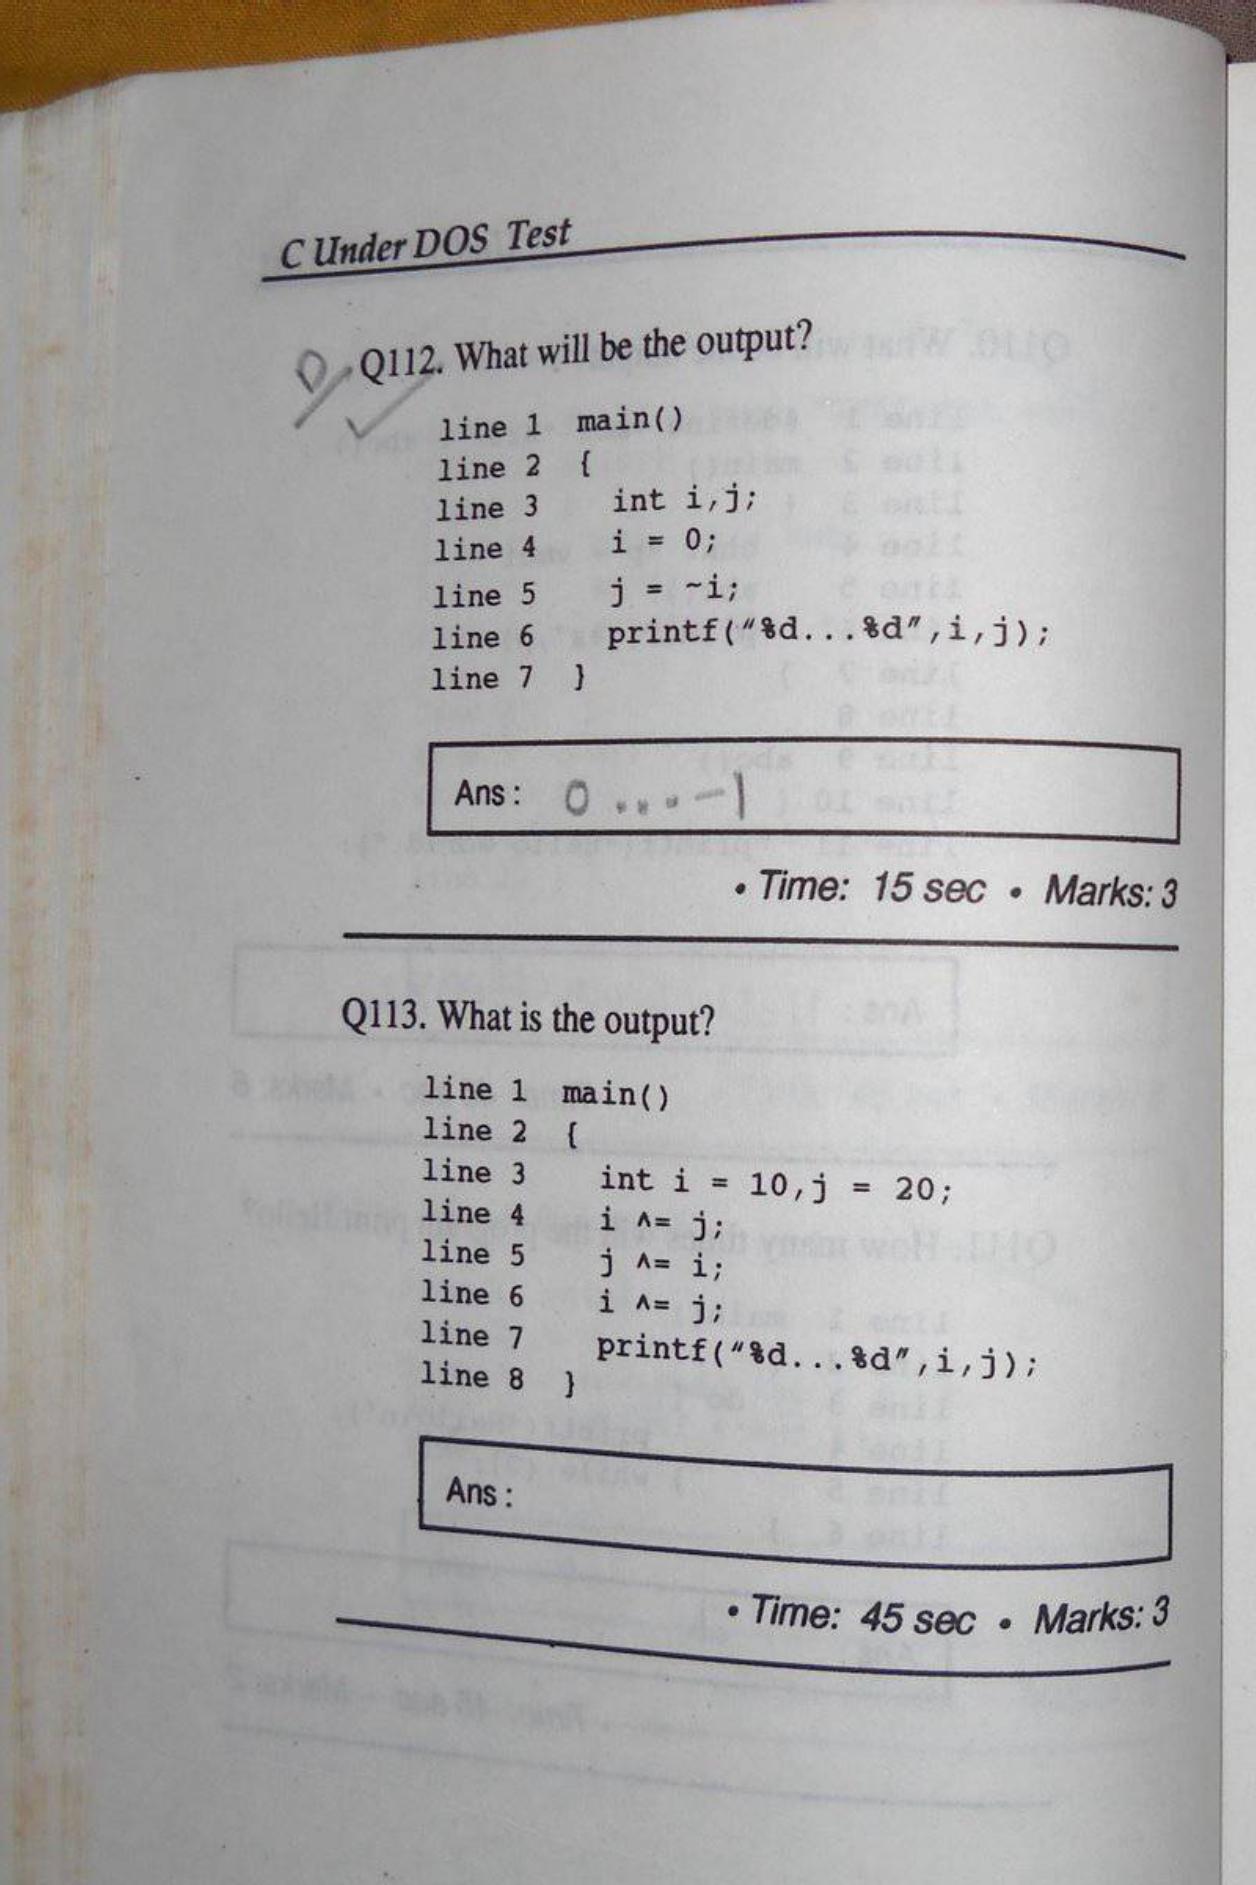 C Under DOS Test
Q112. What will be the output?
line 1 main()
line 2 {
line 3 int i,j;
line 4 i = 0;
line 5 j = ~i;
line 6 printf("%d...%d",i,j);
line 7 }
Ans: 0 ...-1
• Time: 15 sec • Marks: 3
Q113. What is the output?
line 1 main()
line 2 {
line 3 int i = 10,j = 20;
line 4 i ^= j;
line 5 j ^= i;
line 6 i ^= j;
line 7 printf("%d...%d",i,j);
line 8 }
Ans:
• Time: 45 sec • Marks: 3